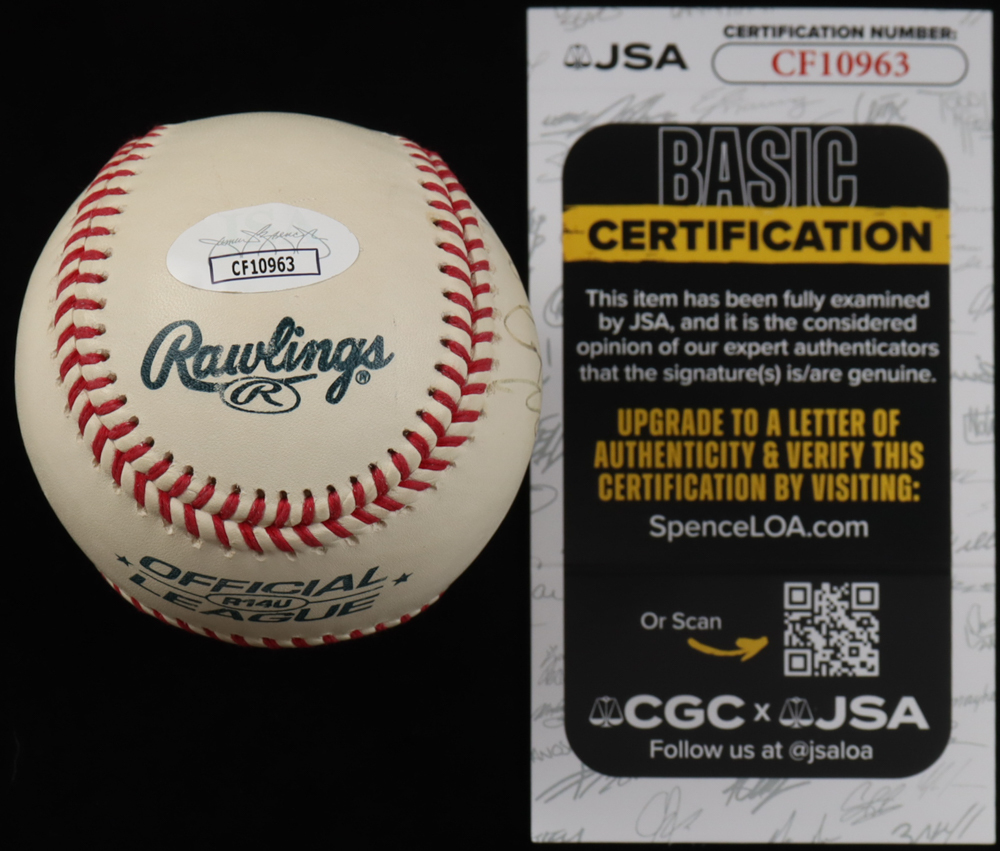 CF10963
Rawlings®
R
OFFICIAL
R14U
LEAGUE
JSA
CERTIFICATION NUMBER:
CF10963
BASIC
CERTIFICATION
This item has been fully examined
by JSA, and it is the considered
opinion of our expert authenticators
that the signature(s) is/are genuine.
UPGRADE TO A LETTER OF
AUTHENTICITY & VERIFY THIS
CERTIFICATION BY VISITING:
SpenceLOA.com
Or Scan
CGC x JSA
Follow us at @jsaloa